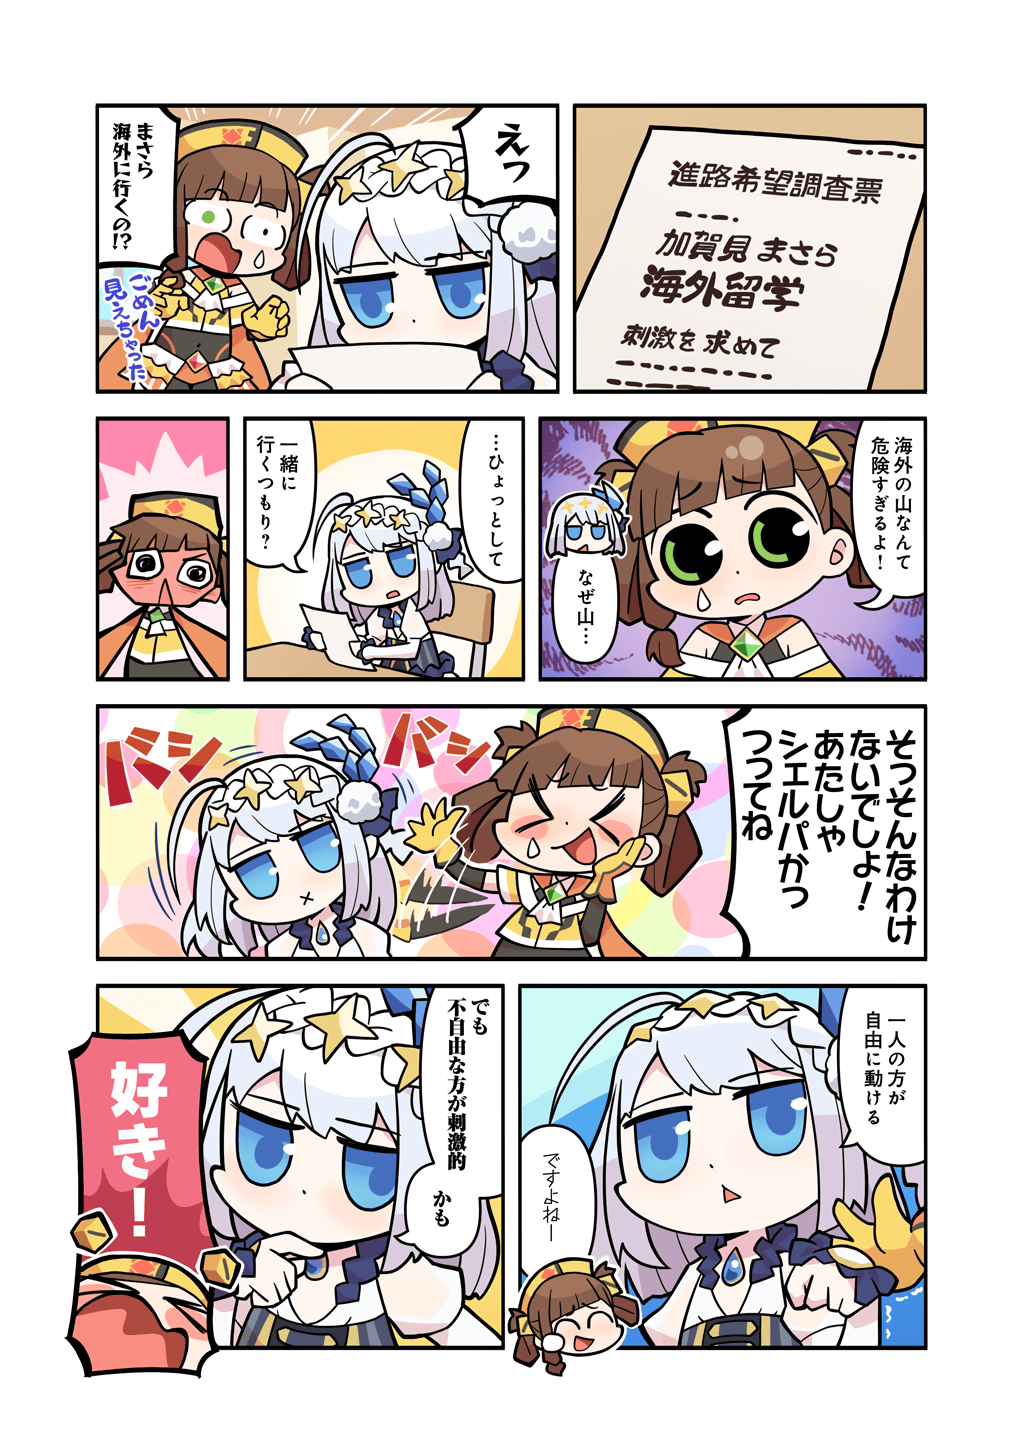 進路希望調査票
加賀見 まさら
海外留学
刺激を求めて
えっ
まさら
海外に行くの!?
ごめん
見えちゃった
海外の山なんて
危険すぎるよ!
なぜ山…
…ひょっとして
一緒に
行くつもり?
そっそんなわけ
ないでしょ!
あたしゃ
シェルパかっ
つってね
バシ
バシ
一人の方が
自由に動ける
ですよねー
でも
不自由な方が刺激的
かも
好き!